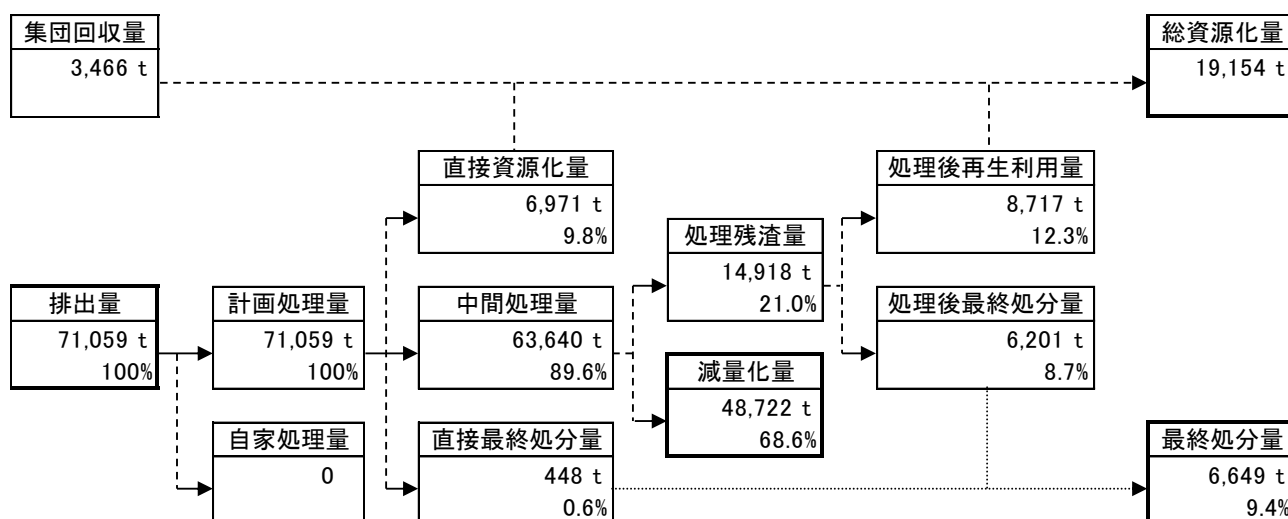 集団回収量
3,466 t
総資源化量
19,154 t
直接資源化量
6,971 t
9.8%
処理後再生利用量
8,717 t
12.3%
処理残渣量
14,918 t
21.0%
排出量
71,059 t
100%
計画処理量
71,059 t
100%
中間処理量
63,640 t
89.6%
処理後最終処分量
6,201 t
8.7%
減量化量
48,722 t
68.6%
自家処理量
0
直接最終処分量
448 t
0.6%
最終処分量
6,649 t
9.4%